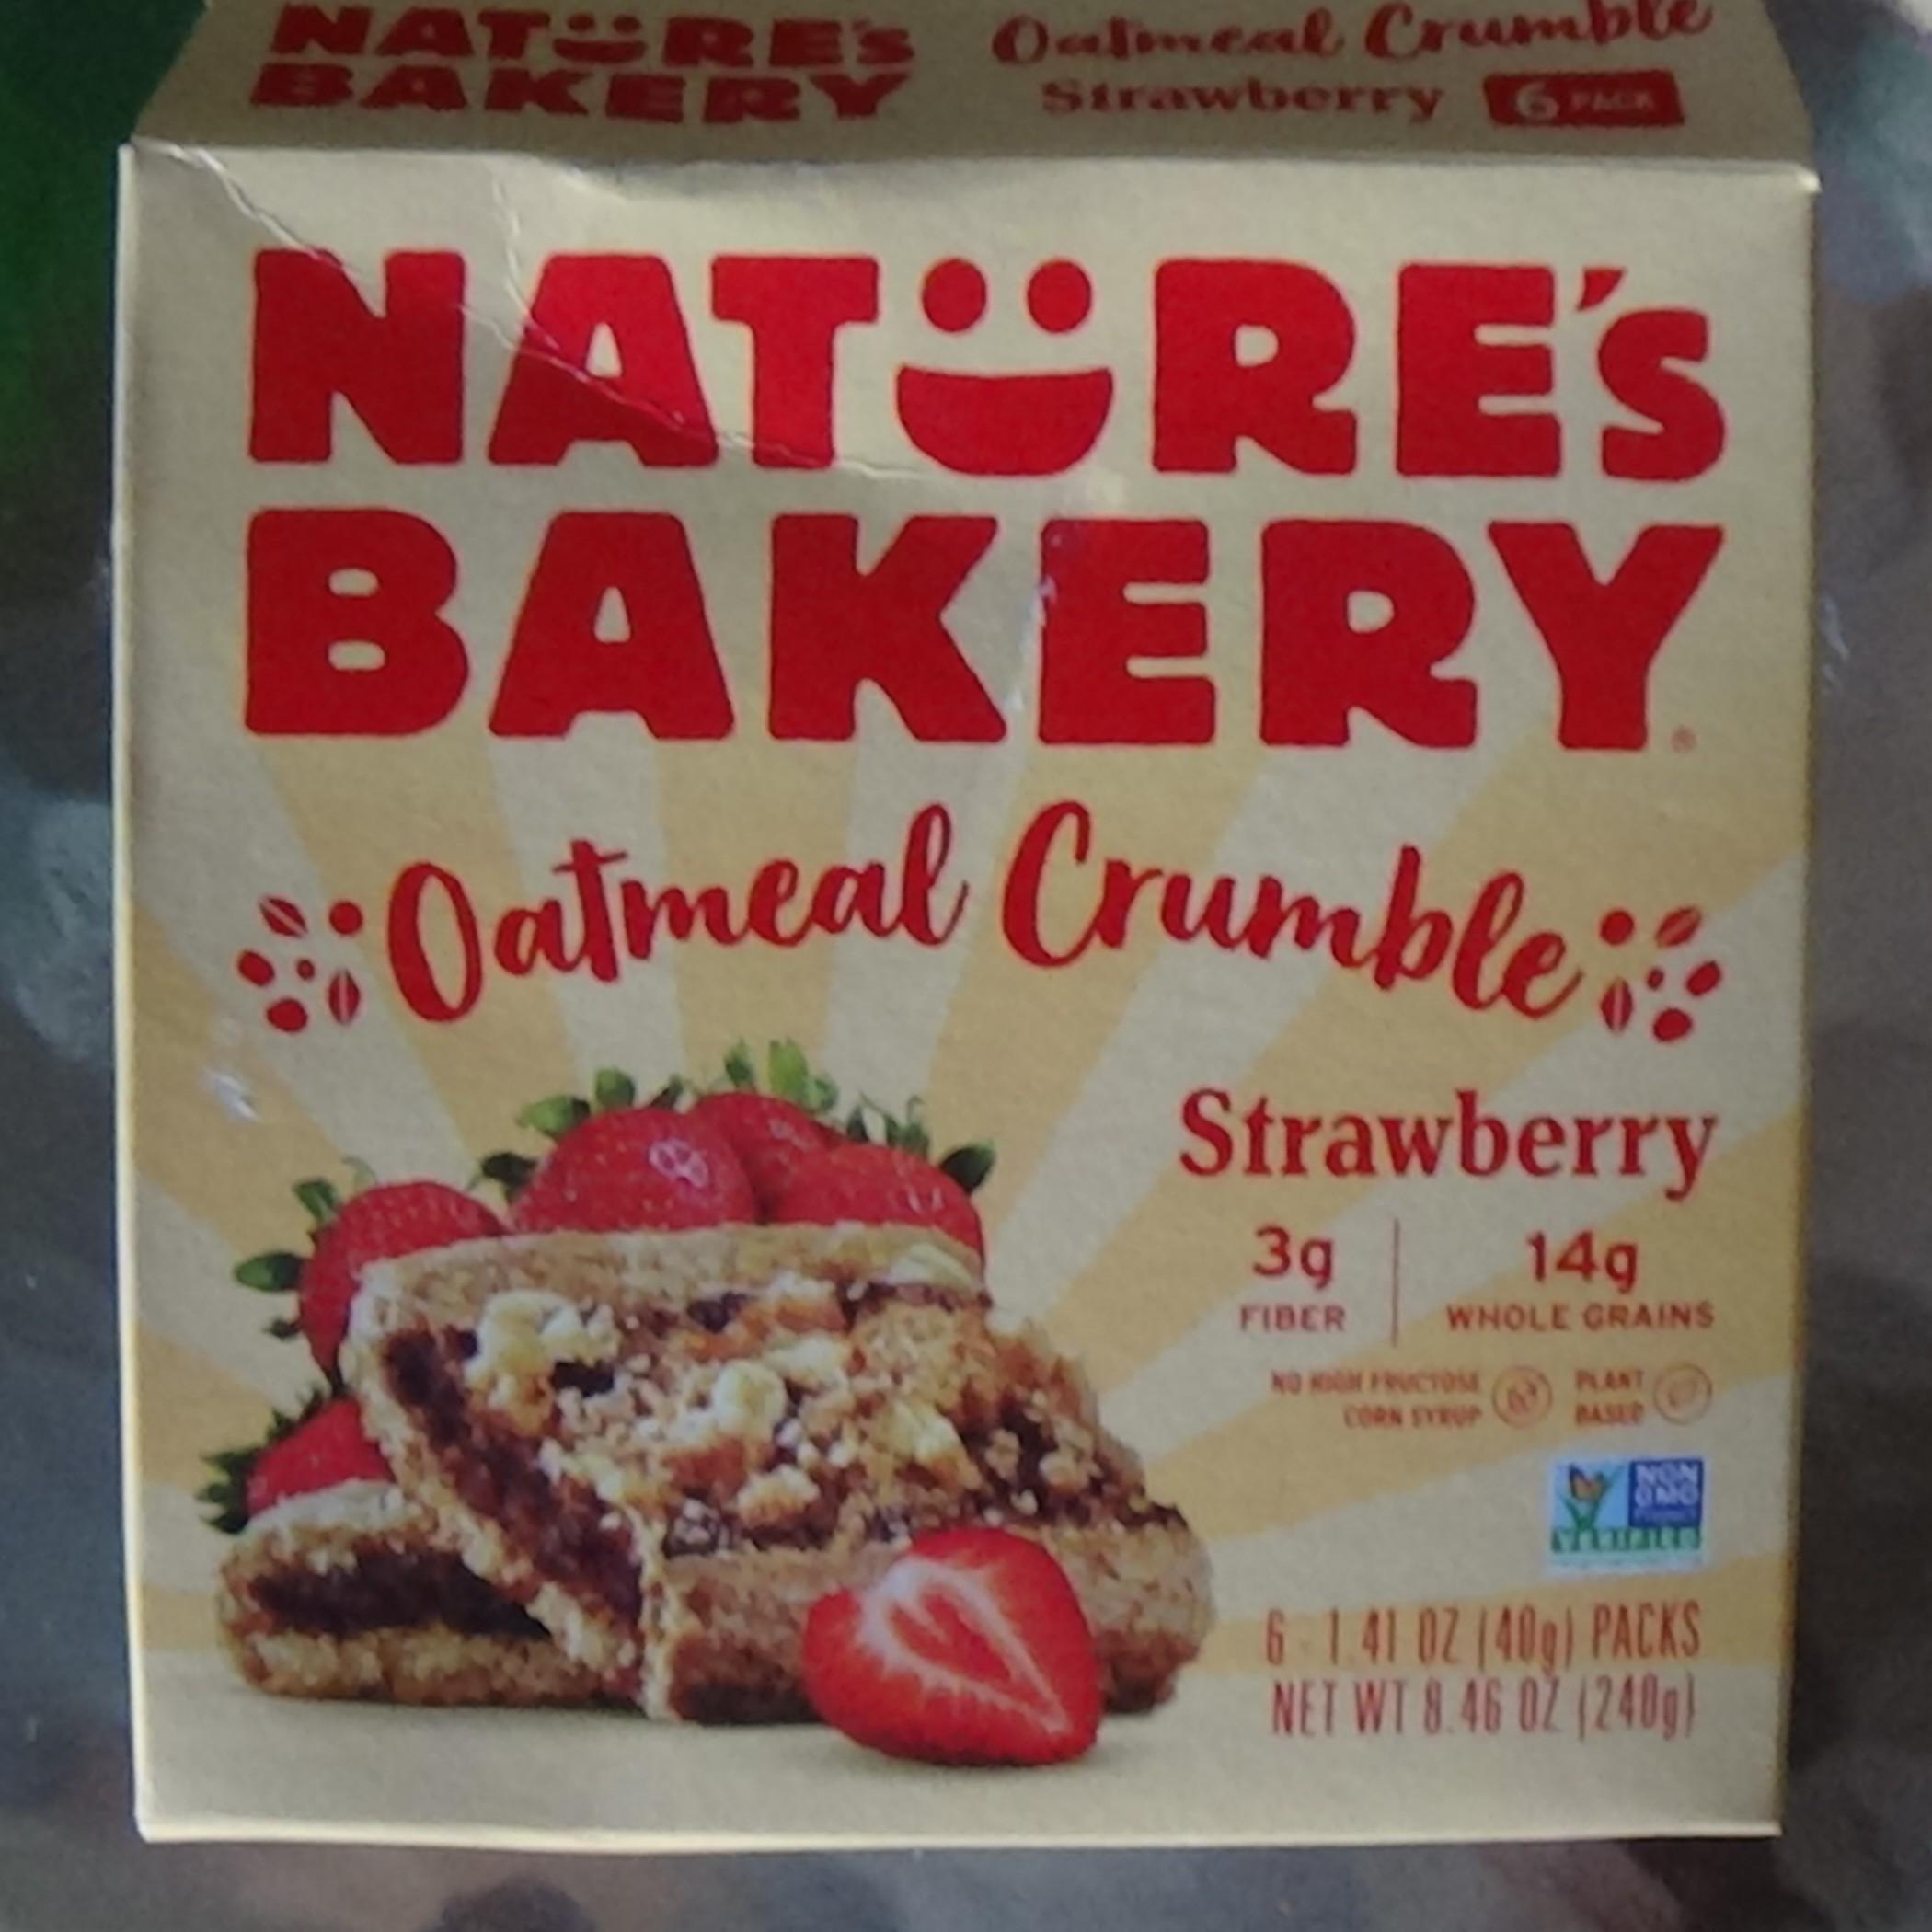 NATURE'S
BAKERY
Oatmeal Crumble
Strawberry 6 PACK
NATURE'S
BAKERY®
Oatmeal Crumble
Strawberry
3g
FIBER
14g
WHOLE GRAINS
NO HIGH FRUCTOSE
CORN SYRUP
PLANT
BASED
NON
GMO
Project
VERIFIED
6 - 1.41 OZ (40g) PACKS
NET WT 8.46 OZ (240g)